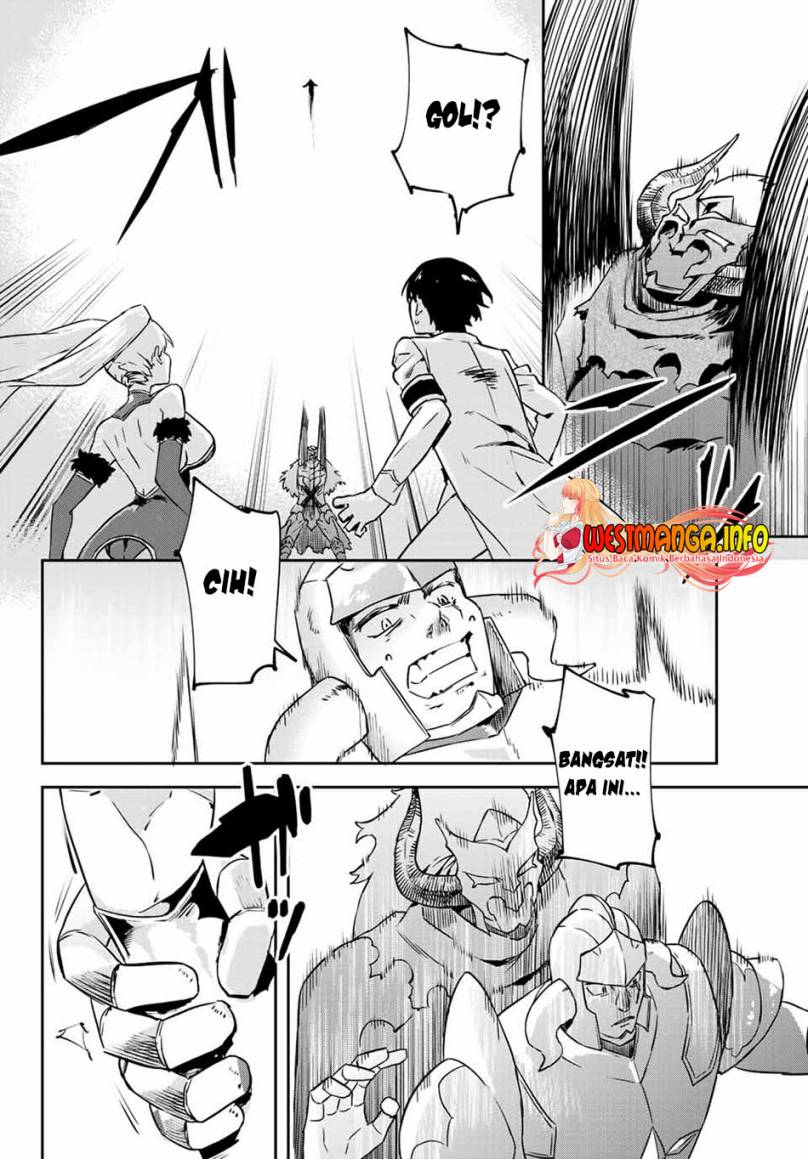 GOL!?
WESTMANGA.INFO
Situs Baca Komik Berbahasa Indonesia
CIH!
BANGSAT!!
APA INI...